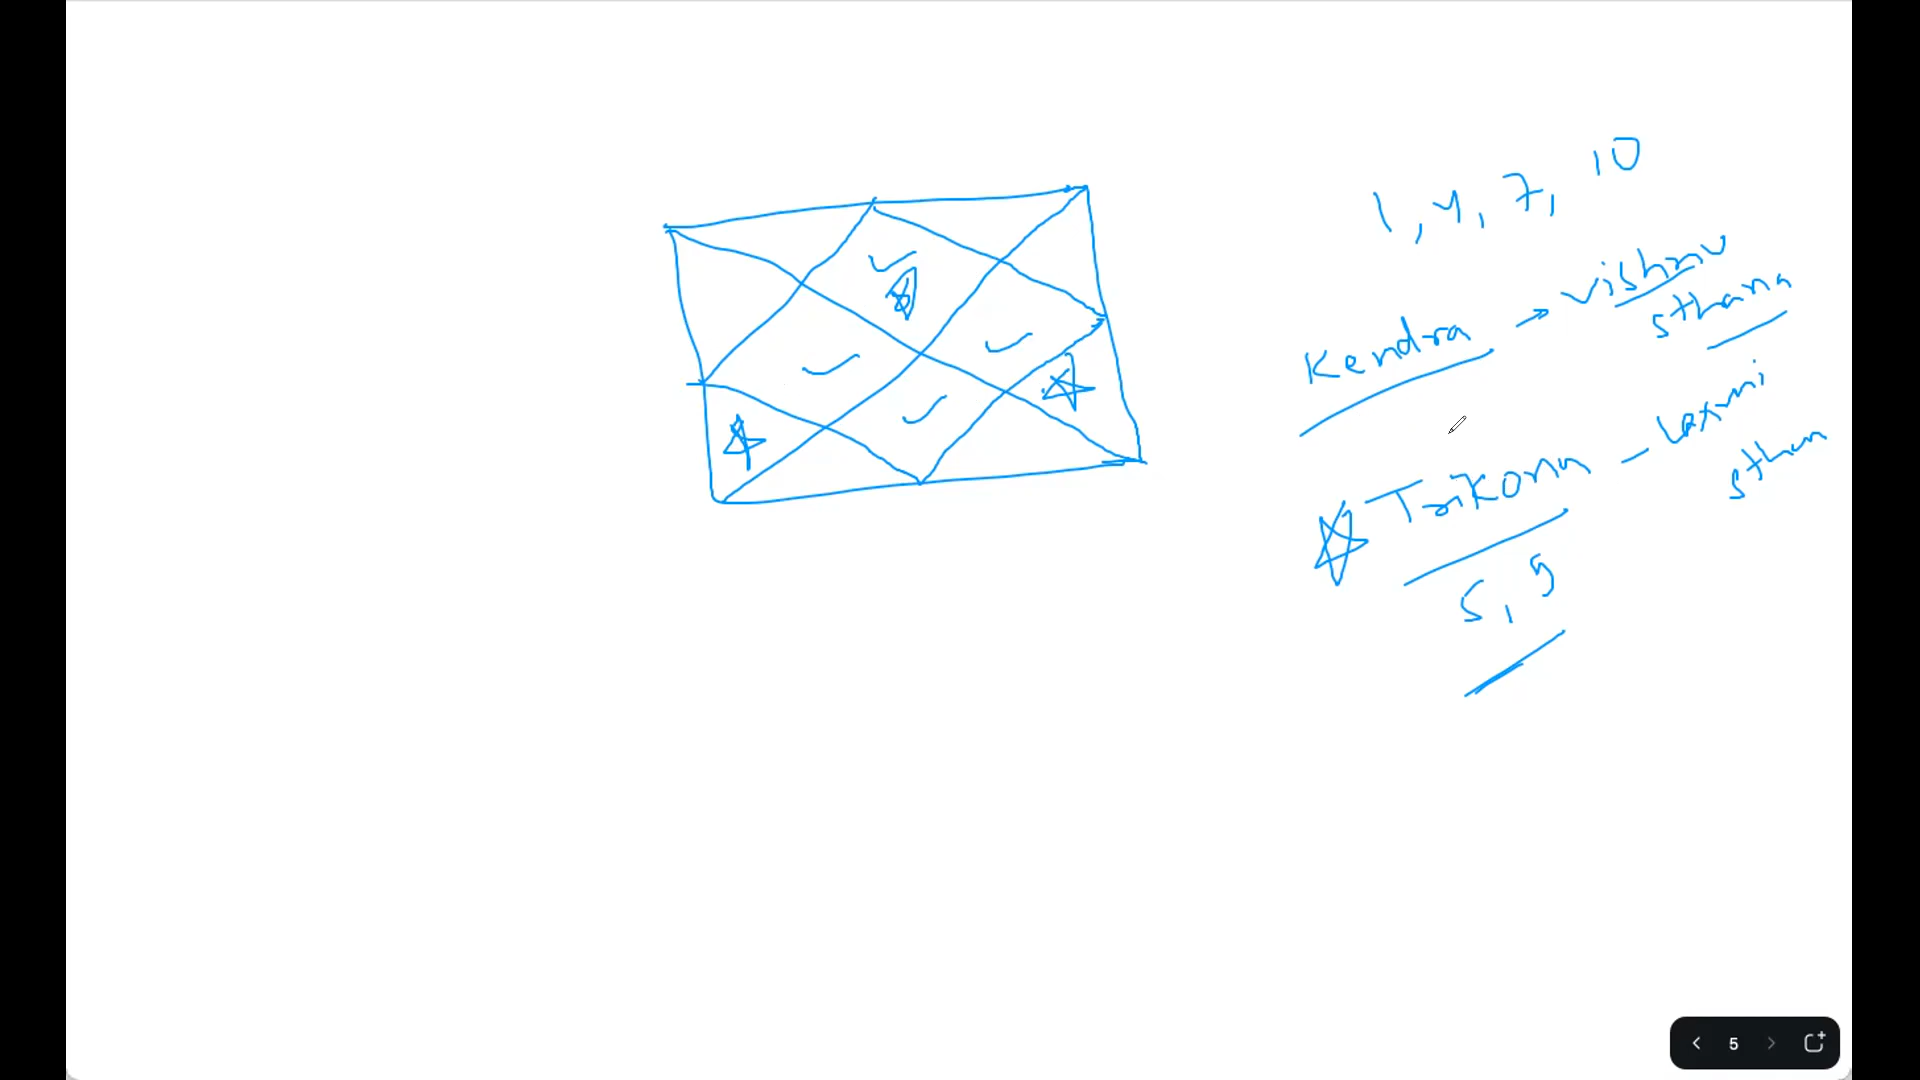 1, 4, 7, 10
Kendra → Vishnu
sthana
Trikona - Laxmi
sthan
5, 9
5